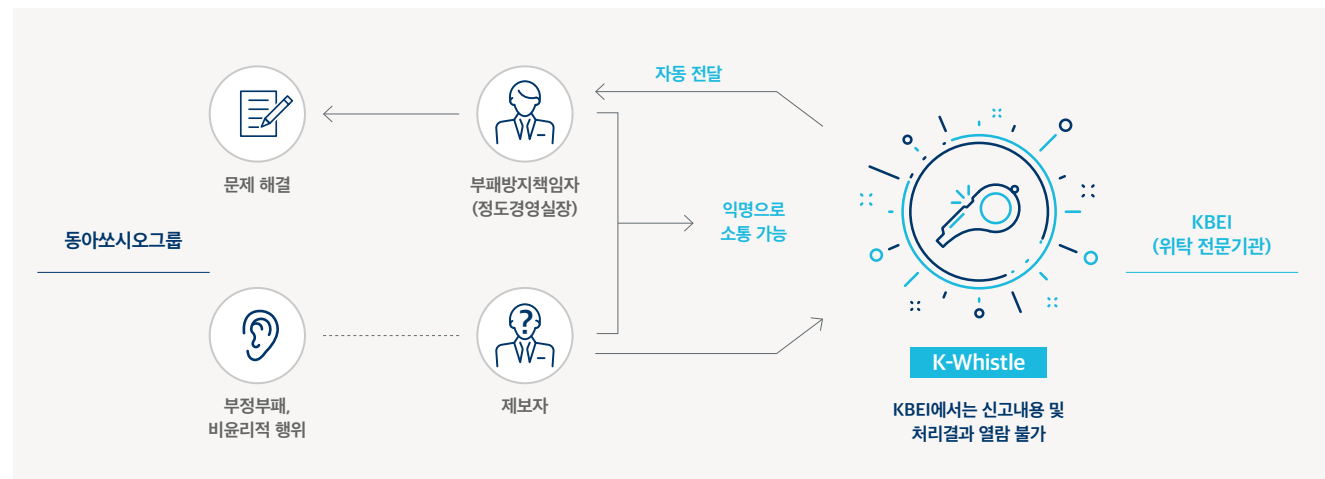 자동 전달
문제 해결
부패방지책임자
(정도경영실장)
익명으로
소통 가능
동아쏘시오그룹
KBEI
(위탁 전문기관)
?
부정부패,
비윤리적 행위
제보자
K-Whistle
KBEI에서는 신고내용 및
처리결과 열람 불가